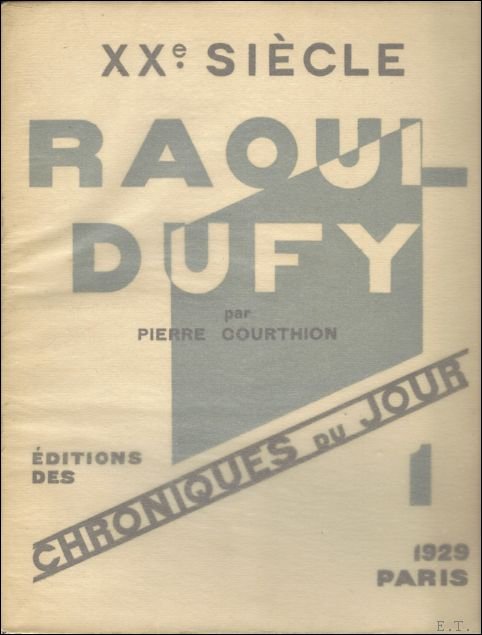 XXe. SIÈCLE
RAOUL
DUFY
par
PIERRE COURTHION
ÉDITIONS
DES
CHRONIQUES DU JOUR
1
1929
PARIS
E.T.